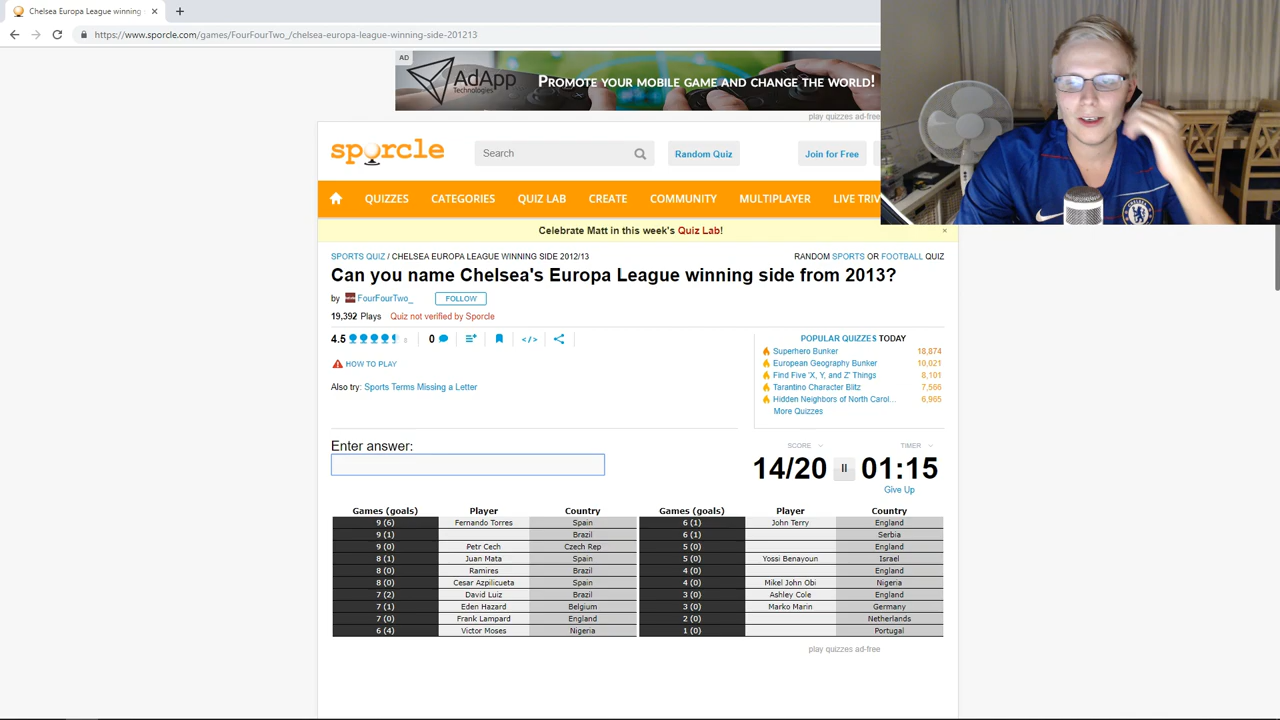 Chelsea Europa League winning
https://www.sporcle.com/games/FourFourTwo_/chelsea-europa-league-winning-side-201213
AD
AdApp
Technologies
PROMOTE YOUR MOBILE GAME AND CHANGE THE WORLD!
play quizzes ad-free
sporcle
Search
Random Quiz
Join for Free
QUIZZES CATEGORIES QUIZ LAB CREATE COMMUNITY MULTIPLAYER LIVE TRIV
Celebrate Matt in this week's Quiz Lab!
SPORTS QUIZ / CHELSEA EUROPA LEAGUE WINNING SIDE 2012/13
RANDOM SPORTS OR FOOTBALL QUIZ
Can you name Chelsea's Europa League winning side from 2013?
by FourFourTwo_ FOLLOW
19,392 Plays Quiz not verified by Sporcle
4.5 0
HOW TO PLAY
Also try: Sports Terms Missing a Letter
POPULAR QUIZZES TODAY
Superhero Bunker 18,874
European Geography Bunker 10,021
Find Five 'X, Y, and Z' Things 8,101
Tarantino Character Blitz 7,566
Hidden Neighbors of North Carol... 6,965
More Quizzes
Enter answer:
SCORE TIMER
14/20 01:15
Give Up
Games (goals) Player Country Games (goals) Player Country
9 (6) Fernando Torres Spain 6 (1) John Terry England
9 (1) Brazil 6 (1) Serbia
9 (0) Petr Cech Czech Rep 5 (0) England
8 (1) Juan Mata Spain 5 (0) Yossi Benayoun Israel
8 (0) Ramires Brazil 4 (0) England
8 (0) Cesar Azpilicueta Spain 4 (0) Mikel John Obi Nigeria
7 (2) David Luiz Brazil 3 (0) Ashley Cole England
7 (1) Eden Hazard Belgium 3 (0) Marko Marin Germany
7 (0) Frank Lampard England 2 (0) Netherlands
6 (4) Victor Moses Nigeria 1 (0) Portugal
play quizzes ad-free